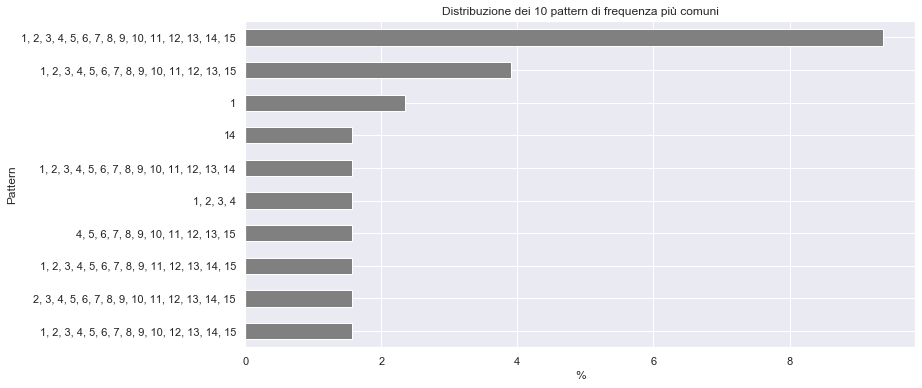 Distribuzione dei 10 pattern di frequenza più comuni
1, 2, 3, 4, 5, 6, 7, 8, 9, 10, 11, 12, 13, 14, 15
1, 2, 3, 4, 5, 6, 7, 8, 9, 10, 11, 12, 13, 15
1
14
1, 2, 3, 4, 5, 6, 7, 8, 9, 10, 11, 12, 13, 14
1, 2, 3, 4
4, 5, 6, 7, 8, 9, 10, 11, 12, 13, 15
1, 2, 3, 4, 5, 6, 7, 8, 9, 11, 12, 13, 14, 15
2, 3, 4, 5, 6, 7, 8, 9, 10, 11, 12, 13, 14, 15
1, 2, 3, 4, 5, 6, 7, 8, 9, 10, 12, 13, 14, 15
Pattern
0 2 4 6 8
%